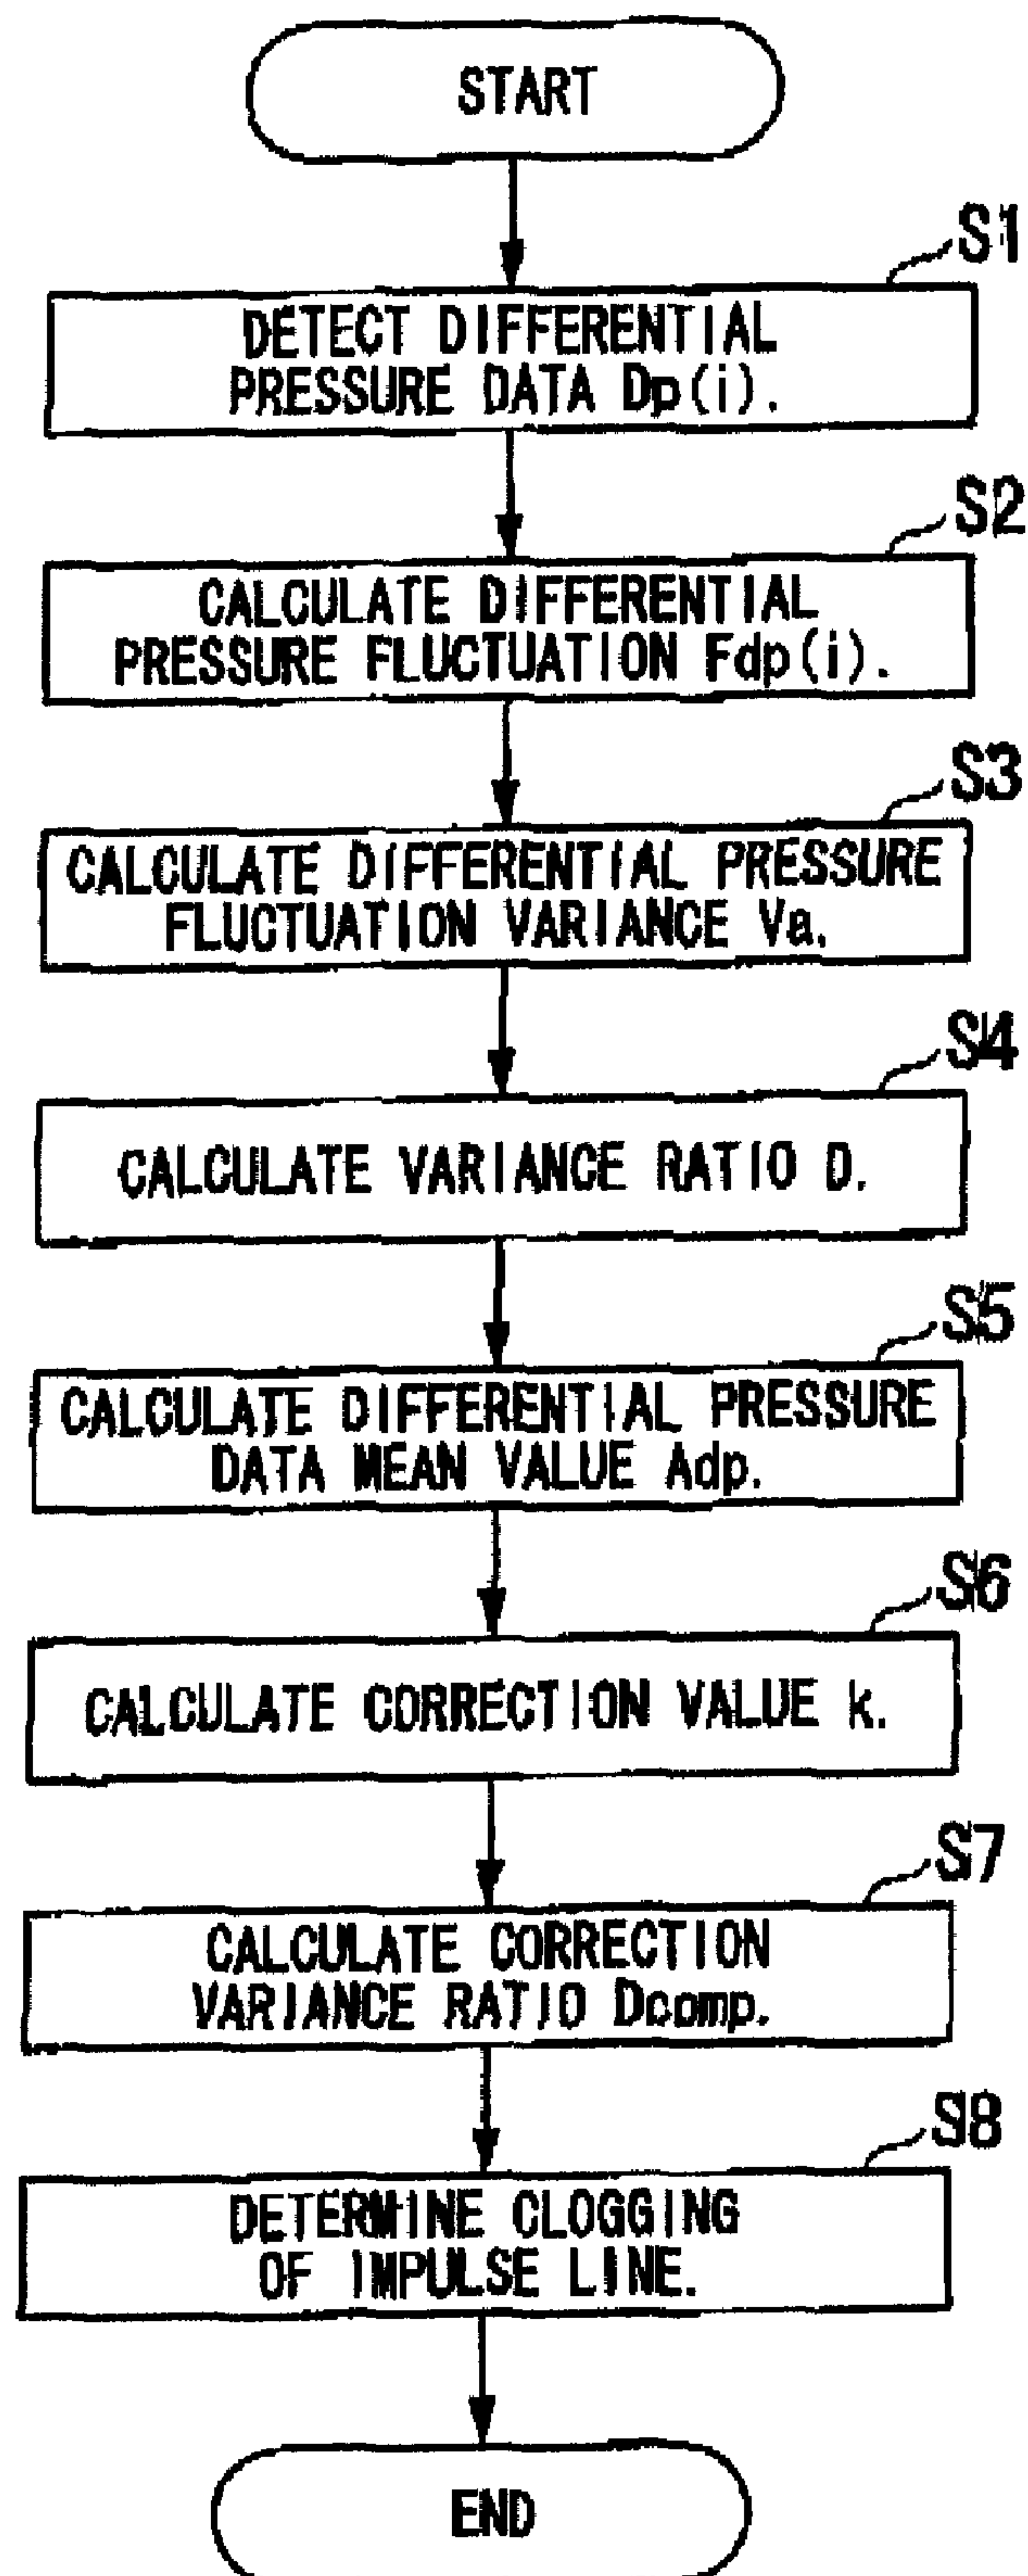 START
S1
DETECT DIFFERENTIAL
PRESSURE DATA Dp(i).
S2
CALCULATE DIFFERENTIAL
PRESSURE FLUCTUATION Fdp(i).
S3
CALCULATE DIFFERENTIAL PRESSURE
FLUCTUATION VARIANCE Va.
S4
CALCULATE VARIANCE RATIO D.
S5
CALCULATE DIFFERENTIAL PRESSURE
DATA MEAN VALUE Adp.
S6
CALCULATE CORRECTION VALUE k.
S7
CALCULATE CORRECTION
VARIANCE RATIO Dcomp.
S8
DETERMINE CLOGGING
OF IMPULSE LINE.
END